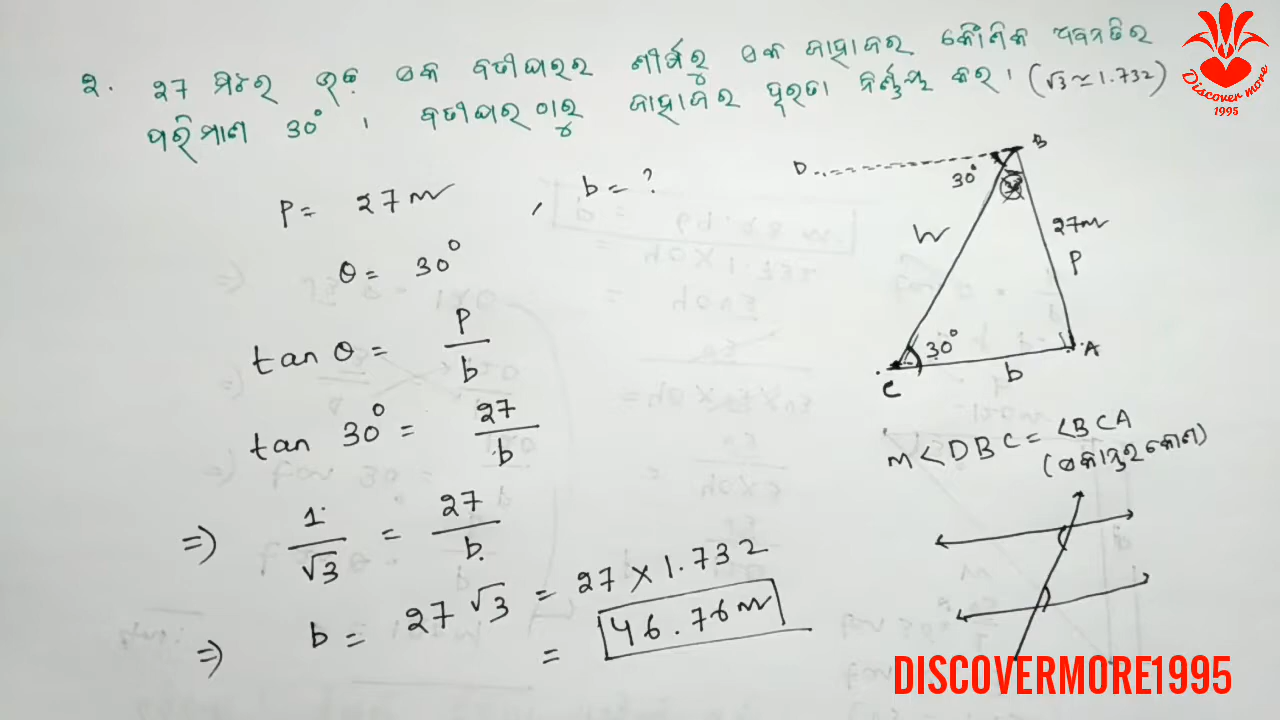 ୨. 27 ମିଟର ଉଚ୍ଚ ଏକ ବତୀଘରର ଶୀର୍ଷରୁ ଏକ ଜାହାଜର କୌଣିକ ଅବନତିର
ପରିମାଣ 30° । ବତୀଘର ଠାରୁ ଜାହାଜର ଦୂରତା ନିର୍ଣ୍ଣୟ କର । (√3 ≃ 1.732)
P = 27m , b = ?
θ = 30°
tan θ = P/b
tan 30° = 27/b
=) 1/√3 = 27/b
=) b = 27√3 = 27 × 1.732
= 46.76m
D B
30°
h 27m
P
30° A
C b
m<DBC = <BCA
(ଏକାନ୍ତର କୋଣ)
Discover more
1995
DISCOVERMORE1995